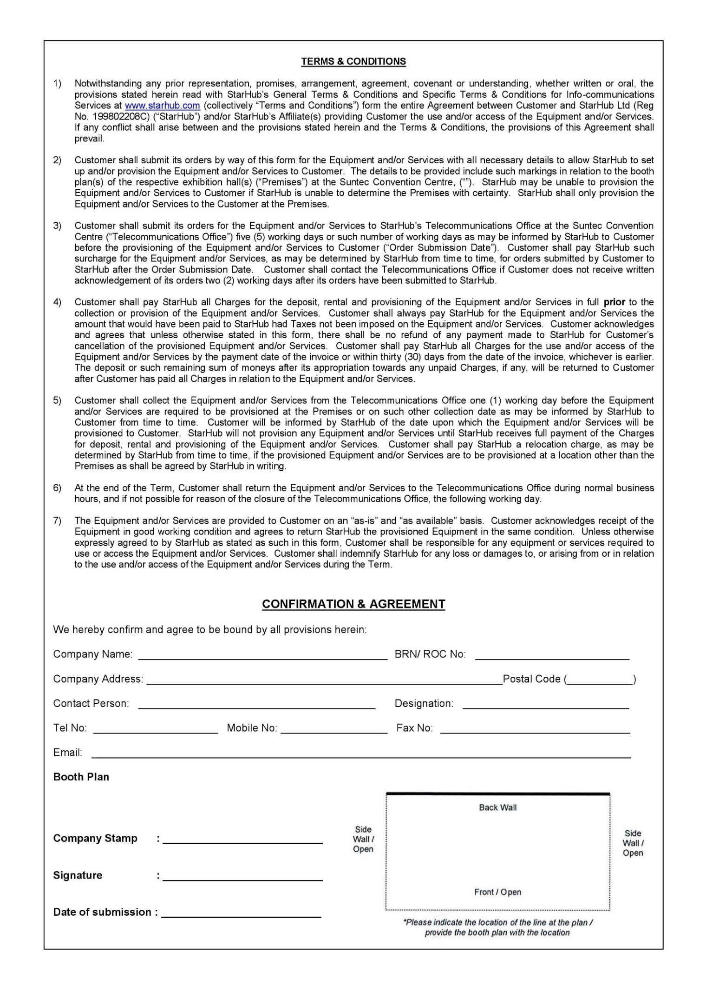 TERMS & CONDITIONS
1) Notwithstanding any prior representation, promises, arrangement, agreement, covenant or understanding, whether written or oral, the
provisions stated herein read with StarHub’s General Terms & Conditions and Specific Terms & Conditions for Info-communications
Services at www.starhub.com (collectively “Terms and Conditions”) form the entire Agreement between Customer and StarHub Ltd (Reg
No. 199802208C) (“StarHub”) and/or StarHub’s Affiliate(s) providing Customer the use and/or access of the Equipment and/or Services.
If any conflict shall arise between and the provisions stated herein and the Terms & Conditions, the provisions of this Agreement shall
prevail.
2) Customer shall submit its orders by way of this form for the Equipment and/or Services with all necessary details to allow StarHub to set
up and/or provision the Equipment and/or Services to Customer. The details to be provided include such markings in relation to the booth
plan(s) of the respective exhibition hall(s) (“Premises”) at the Suntec Convention Centre, (“”). StarHub may be unable to provision the
Equipment and/or Services to Customer if StarHub is unable to determine the Premises with certainty. StarHub shall only provision the
Equipment and/or Services to the Customer at the Premises.
3) Customer shall submit its orders for the Equipment and/or Services to StarHub’s Telecommunications Office at the Suntec Convention
Centre (“Telecommunications Office”) five (5) working days or such number of working days as may be informed by StarHub to Customer
before the provisioning of the Equipment and/or Services to Customer (“Order Submission Date”). Customer shall pay StarHub such
surcharge for the Equipment and/or Services, as may be determined by StarHub from time to time, for orders submitted by Customer to
StarHub after the Order Submission Date. Customer shall contact the Telecommunications Office if Customer does not receive written
acknowledgement of its orders two (2) working days after its orders have been submitted to StarHub.
4) Customer shall pay StarHub all Charges for the deposit, rental and provisioning of the Equipment and/or Services in full prior to the
collection or provision of the Equipment and/or Services. Customer shall always pay StarHub for the Equipment and/or Services the
amount that would have been paid to StarHub had Taxes not been imposed on the Equipment and/or Services. Customer acknowledges
and agrees that unless otherwise stated in this form, there shall be no refund of any payment made to StarHub for Customer’s
cancellation of the provisioned Equipment and/or Services. Customer shall pay StarHub all Charges for the use and/or access of the
Equipment and/or Services by the payment date of the invoice or within thirty (30) days from the date of the invoice, whichever is earlier.
The deposit or such remaining sum of moneys after its appropriation towards any unpaid Charges, if any, will be returned to Customer
after Customer has paid all Charges in relation to the Equipment and/or Services.
5) Customer shall collect the Equipment and/or Services from the Telecommunications Office one (1) working day before the Equipment
and/or Services are required to be provisioned at the Premises or on such other collection date as may be informed by StarHub to
Customer from time to time. Customer will be informed by StarHub of the date upon which the Equipment and/or Services will be
provisioned to Customer. StarHub will not provision any Equipment and/or Services until StarHub receives full payment of the Charges
for deposit, rental and provisioning of the Equipment and/or Services. Customer shall pay StarHub a relocation charge, as may be
determined by StarHub from time to time, if the provisioned Equipment and/or Services are to be provisioned at a location other than the
Premises as shall be agreed by StarHub in writing.
6) At the end of the Term, Customer shall return the Equipment and/or Services to the Telecommunications Office during normal business
hours, and if not possible for reason of the closure of the Telecommunications Office, the following working day.
7) The Equipment and/or Services are provided to Customer on an “as-is” and “as available” basis. Customer acknowledges receipt of the
Equipment in good working condition and agrees to return StarHub the provisioned Equipment in the same condition. Unless otherwise
expressly agreed to by StarHub as stated as such in this form, Customer shall be responsible for any equipment or services required to
use or access the Equipment and/or Services. Customer shall indemnify StarHub for any loss or damages to, or arising from or in relation
to the use and/or access of the Equipment and/or Services during the Term.
CONFIRMATION & AGREEMENT
We hereby confirm and agree to be bound by all provisions herein:
Company Name: BRN/ ROC No:
Company Address: Postal Code ( )
Contact Person: Designation:
Tel No: Mobile No: Fax No:
Email:
Booth Plan
Company Stamp :
Signature :
Date of submission :
Back Wall
Side
Wall /
Open
Side
Wall /
Open
Front / Open
*Please indicate the location of the line at the plan /
provide the booth plan with the location